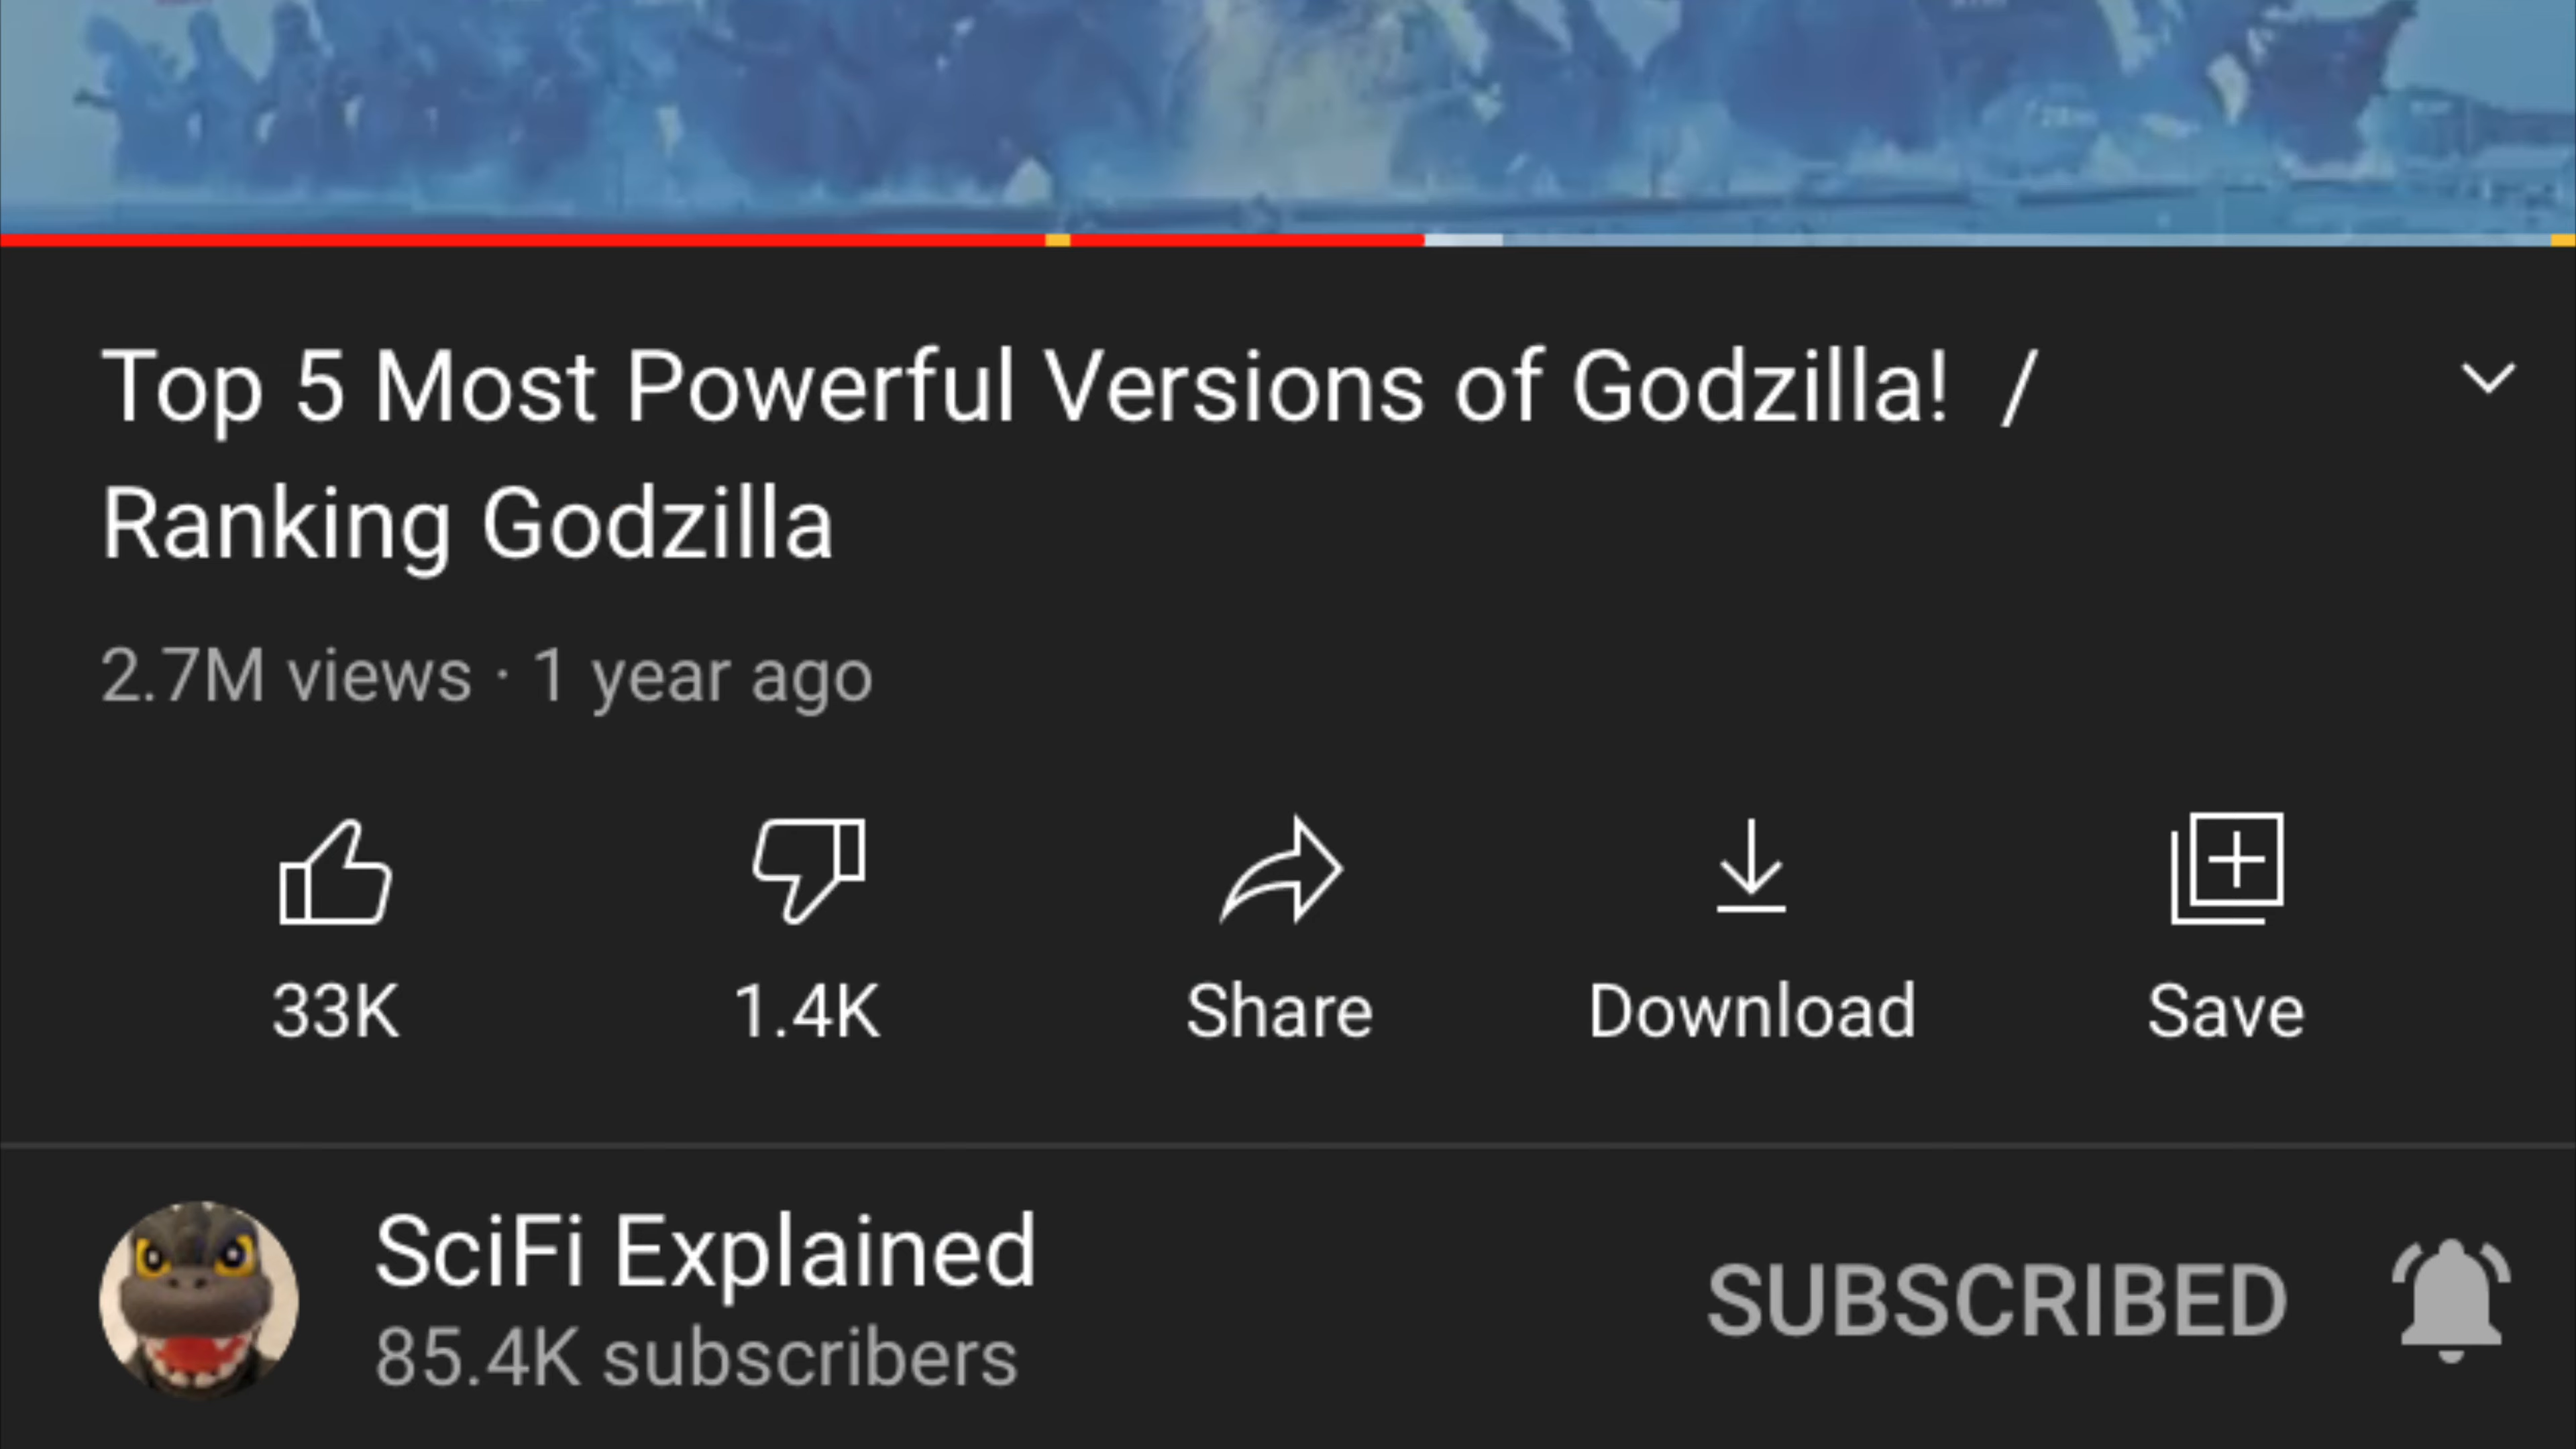 Top 5 Most Powerful Versions of Godzilla! /
Ranking Godzilla
2.7M views · 1 year ago
33K
1.4K
Share
Download
Save
SciFi Explained
85.4K subscribers
SUBSCRIBED